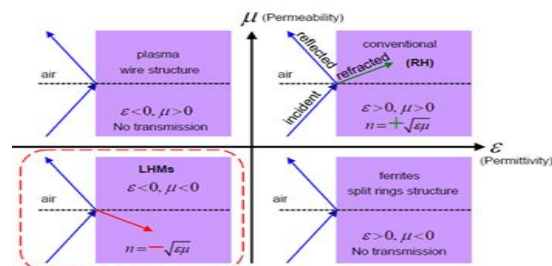 μ (Permeability)
plasma
wire structure
air
ε<0, μ>0
No transmission
reflected
conventional
(RH)
refracted
air
incident
ε>0, μ>0
n=+√εμ
ε
(Permittivity)
LHMs
ε<0, μ<0
air
n=−√εμ
ferrites
split rings structure
air
ε>0, μ<0
No transmission